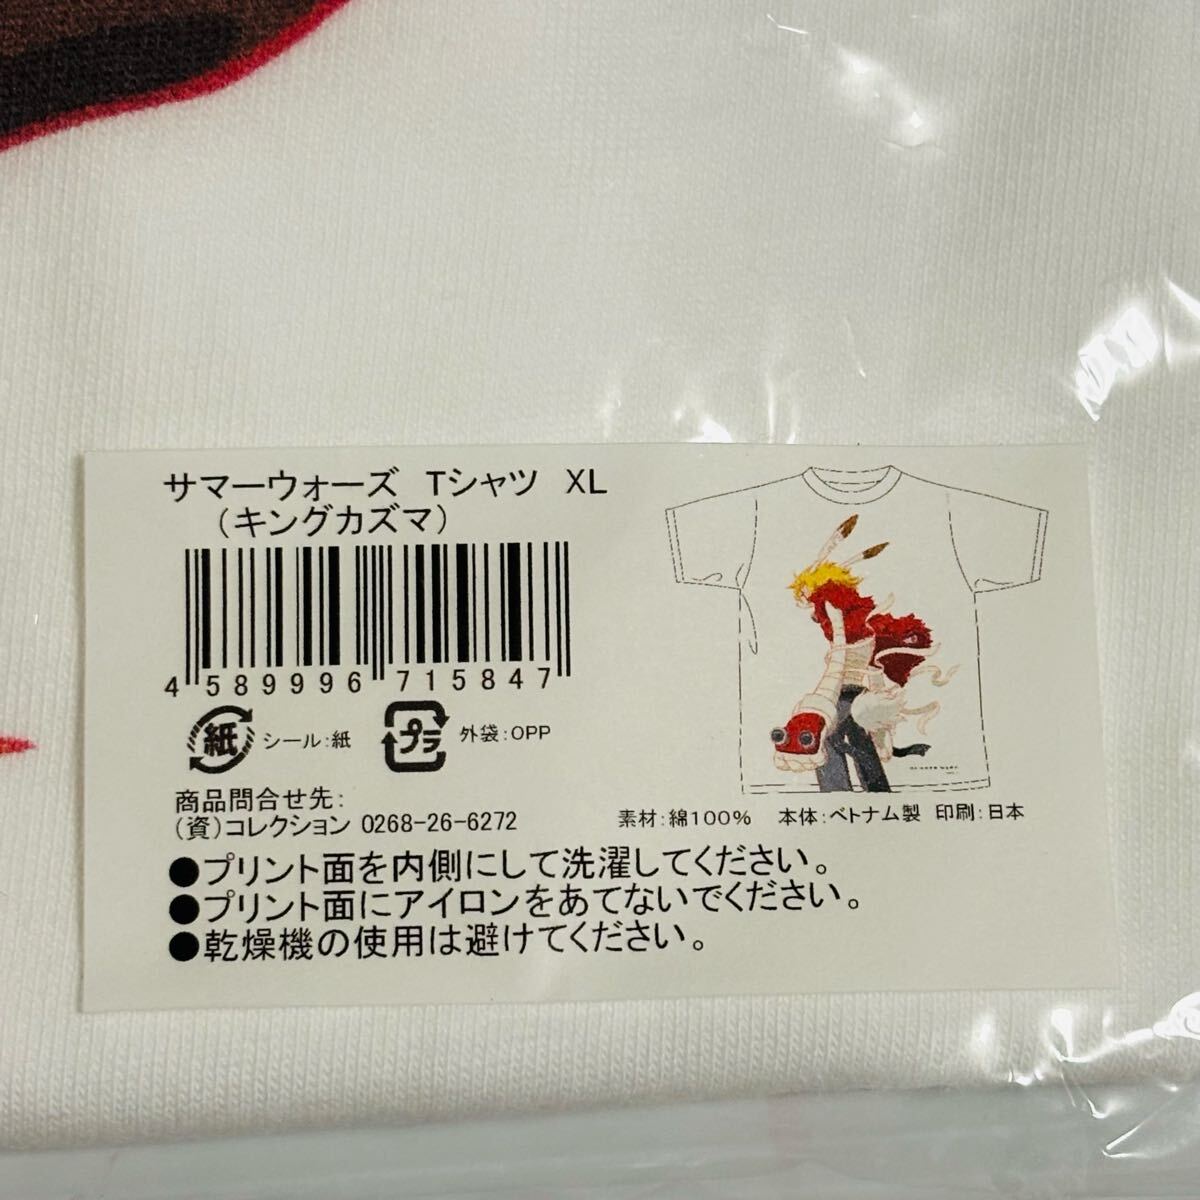 サマーウォーズ Tシャツ XL
（キングカズマ）
4 589996 715847
紙 シール：紙 プラ 外袋：OPP
商品問合せ先：
（資）コレクション 0268-26-6272
素材：綿100% 本体：ベトナム製 印刷：日本
●プリント面を内側にして洗濯してください。
●プリント面にアイロンをあてないでください。
●乾燥機の使用は避けてください。